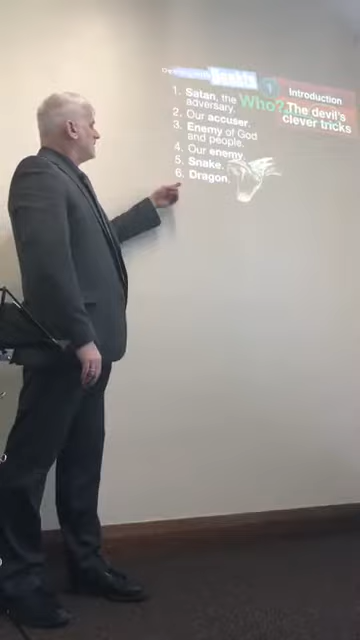 1
Introduction
Who?
The devil's
clever tricks
1. Satan, the
adversary.
2. Our accuser.
3. Enemy of God
and people.
4. Our enemy.
5. Snake.
6. Dragon.